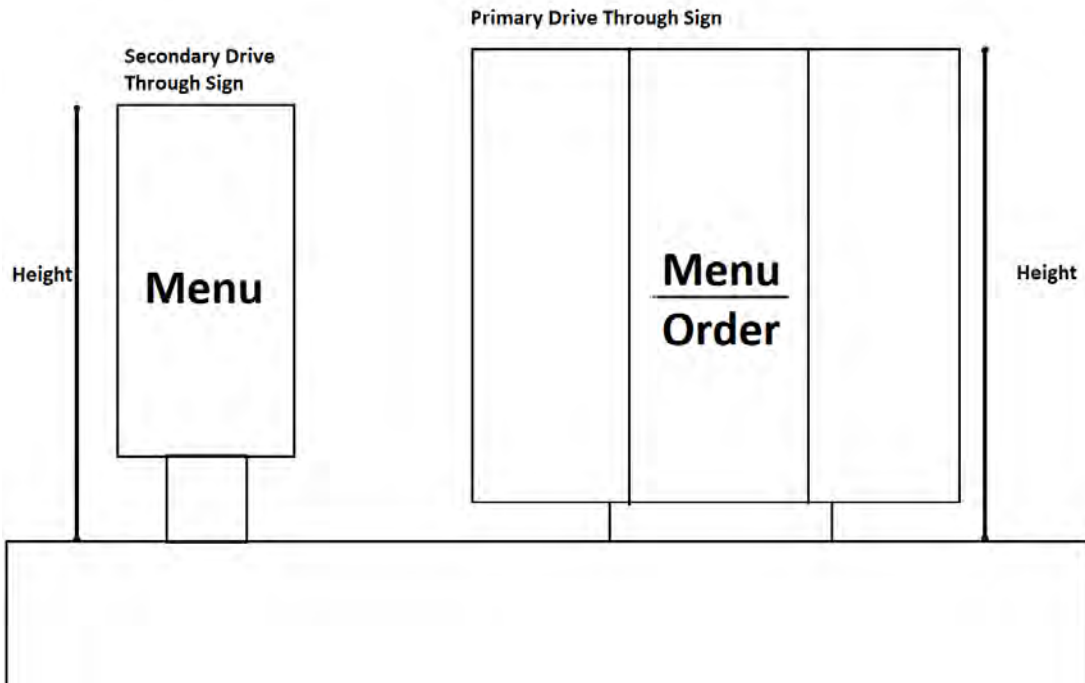 Primary Drive Through Sign
Secondary Drive
Through Sign
Height
Menu
Menu
Order
Height